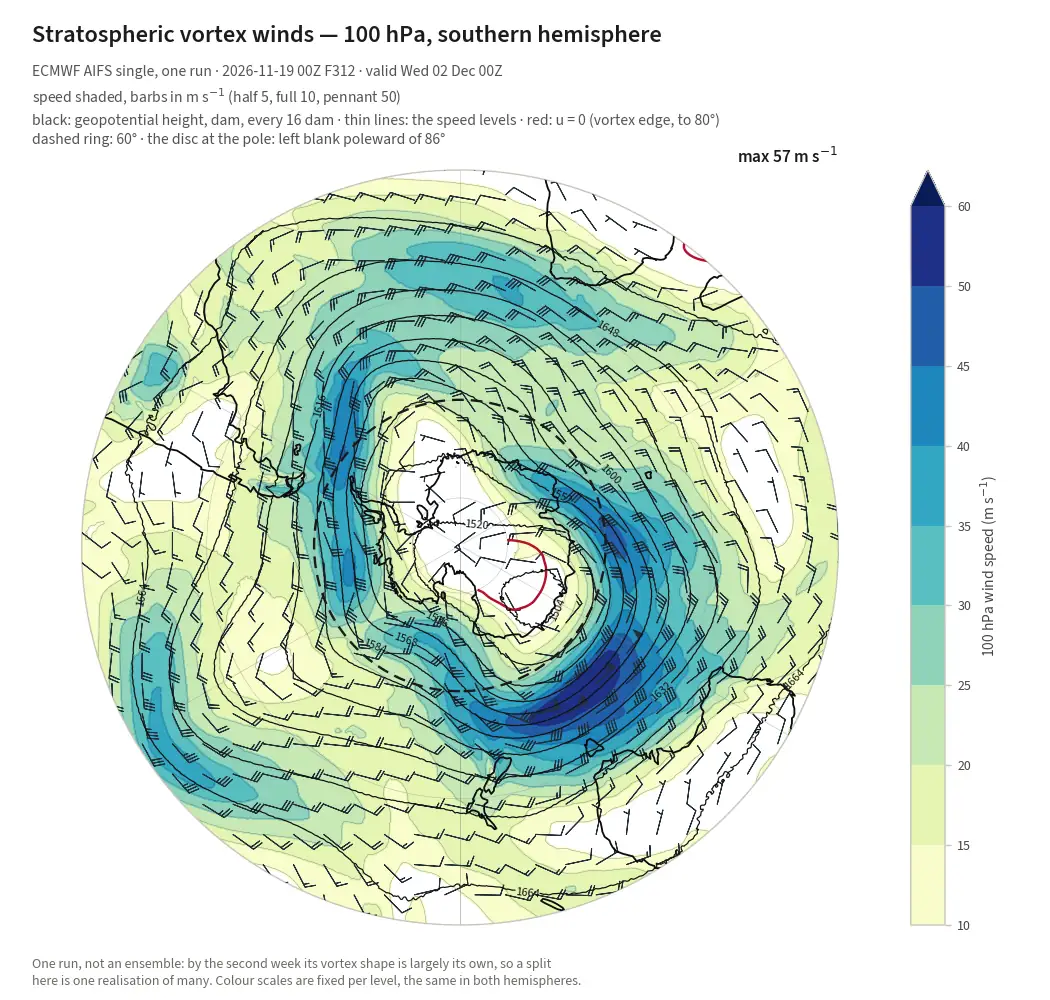 Stratospheric vortex winds — 100 hPa, southern hemisphere
ECMWF AIFS single, one run · 2026-11-19 00Z F312 · valid Wed 02 Dec 00Z
speed shaded, barbs in m s⁻¹ (half 5, full 10, pennant 50)
black: geopotential height, dam, every 16 dam · thin lines: the speed levels · red: u = 0 (vortex edge, to 80°)
dashed ring: 60° · the disc at the pole: left blank poleward of 86°
max 57 m s⁻¹
60
50
45
40
35
30
25
20
15
10
100 hPa wind speed (m s⁻¹)
1648
1616
1600
1520
1664
1504
1584
1568
1632
1664
1664
One run, not an ensemble: by the second week its vortex shape is largely its own, so a split
here is one realisation of many. Colour scales are fixed per level, the same in both hemispheres.